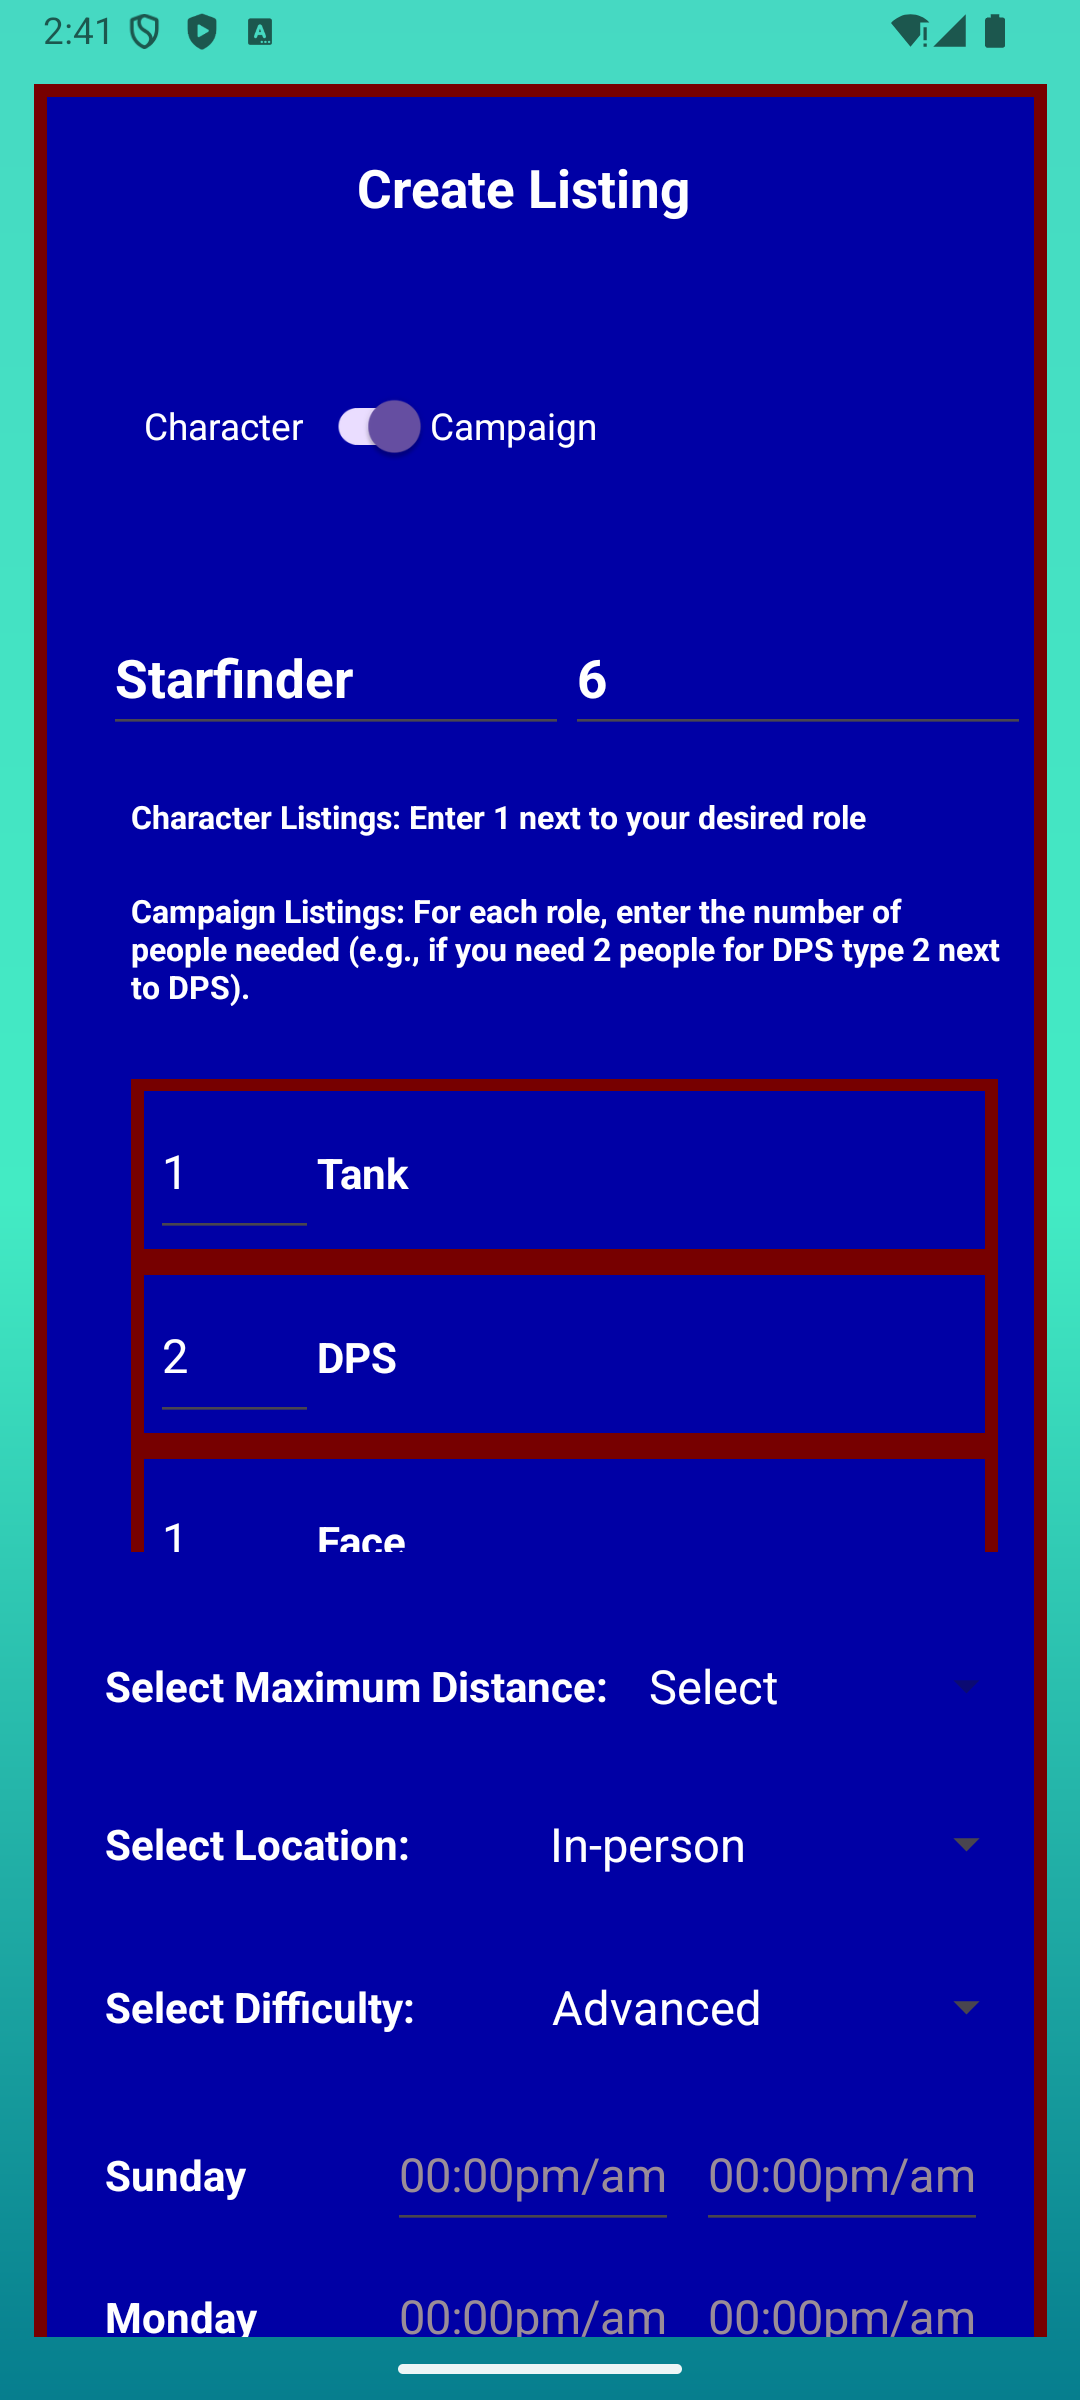 2:41
Create Listing
Character Campaign
Starfinder 6
Character Listings: Enter 1 next to your desired role
Campaign Listings: For each role, enter the number of
people needed (e.g., if you need 2 people for DPS type 2 next
to DPS).
1 Tank
2 DPS
1 Face
Select Maximum Distance: Select
Select Location: In-person
Select Difficulty: Advanced
Sunday 00:00pm/am 00:00pm/am
Monday 00:00pm/am 00:00pm/am